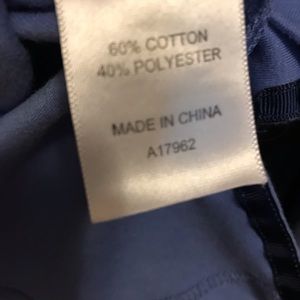 60% COTTON
40% POLYESTER
MADE IN CHINA
A17962